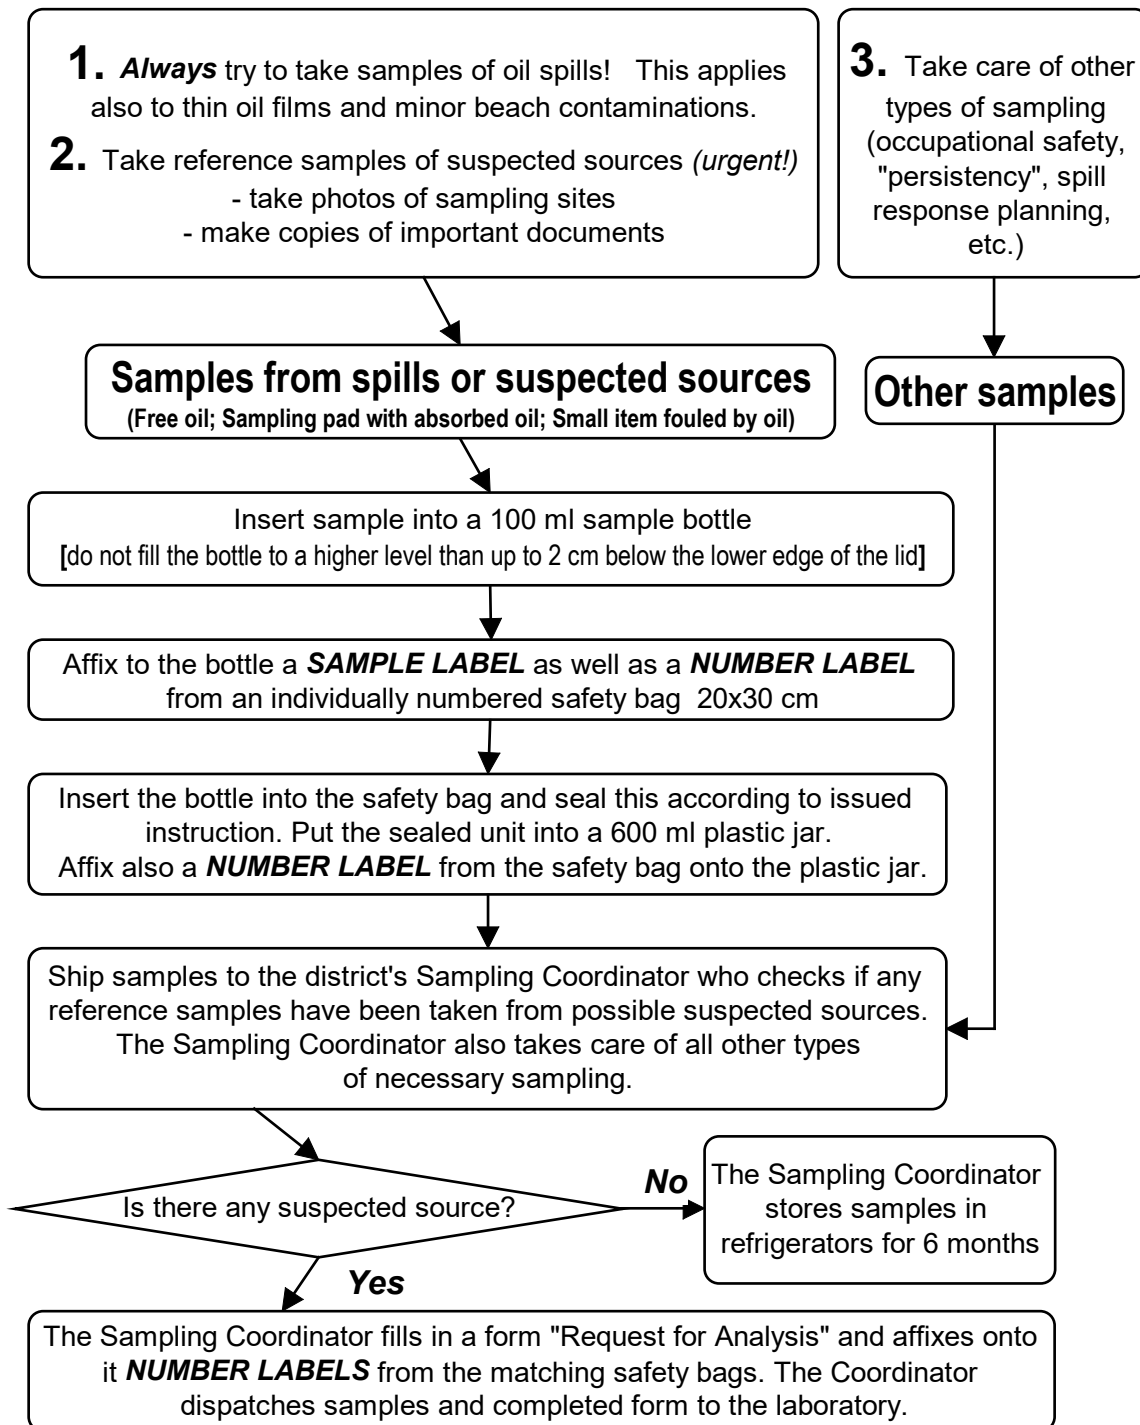 1. Always try to take samples of oil spills! This applies
also to thin oil films and minor beach contaminations.
2. Take reference samples of suspected sources (urgent!)
- take photos of sampling sites
- make copies of important documents
3. Take care of other
types of sampling
(occupational safety,
"persistency", spill
response planning,
etc.)
Samples from spills or suspected sources
(Free oil; Sampling pad with absorbed oil; Small item fouled by oil)
Other samples
Insert sample into a 100 ml sample bottle
[do not fill the bottle to a higher level than up to 2 cm below the lower edge of the lid]
Affix to the bottle a SAMPLE LABEL as well as a NUMBER LABEL
from an individually numbered safety bag 20x30 cm
Insert the bottle into the safety bag and seal this according to issued
instruction. Put the sealed unit into a 600 ml plastic jar.
Affix also a NUMBER LABEL from the safety bag onto the plastic jar.
Ship samples to the district's Sampling Coordinator who checks if any
reference samples have been taken from possible suspected sources.
The Sampling Coordinator also takes care of all other types
of necessary sampling.
Is there any suspected source?
No
The Sampling Coordinator
stores samples in
refrigerators for 6 months
Yes
The Sampling Coordinator fills in a form "Request for Analysis" and affixes onto
it NUMBER LABELS from the matching safety bags. The Coordinator
dispatches samples and completed form to the laboratory.